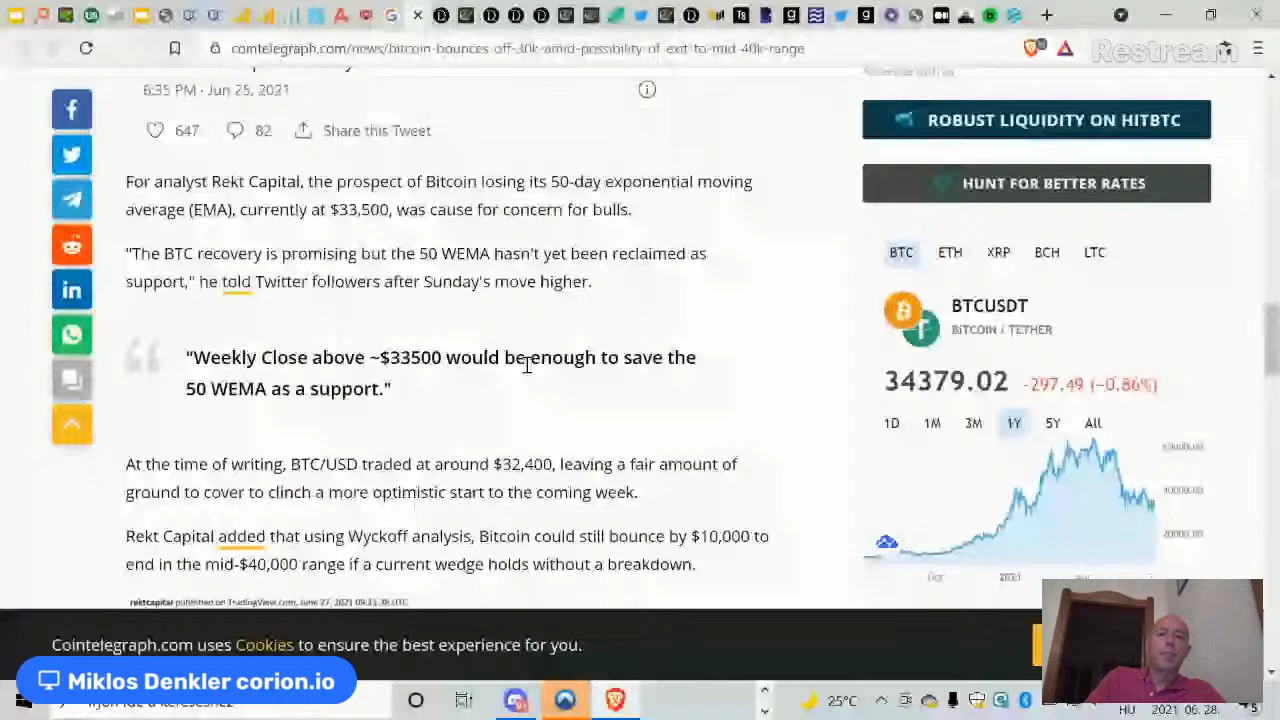 cointelegraph.com/news/bitcoin-bounces-off-30k-amid-possibility-of-exit-to-mid-40k-range
Restream
6:35 PM · Jun 25, 2021
647 82 Share this Tweet
For analyst Rekt Capital, the prospect of Bitcoin losing its 50-day exponential moving
average (EMA), currently at $33,500, was cause for concern for bulls.
"The BTC recovery is promising but the 50 WEMA hasn't yet been reclaimed as
support," he told Twitter followers after Sunday's move higher.
"Weekly Close above ~$33500 would be enough to save the
50 WEMA as a support."
At the time of writing, BTC/USD traded at around $32,400, leaving a fair amount of
ground to cover to clinch a more optimistic start to the coming week.
Rekt Capital added that using Wyckoff analysis, Bitcoin could still bounce by $10,000 to
end in the mid-$40,000 range if a current wedge holds without a breakdown.
rektcapital published on TradingView.com, June 27, 2021 UTC
ROBUST LIQUIDITY ON HITBTC
HUNT FOR BETTER RATES
BTC ETH XRP BCH LTC
BTCUSDT
BITCOIN / TETHER
34379.02 -297.49 (−0.86%)
1D 1M 3M 1Y 5Y All
Cointelegraph.com uses Cookies to ensure the best experience for you.
Miklos Denkler corion.io
25°C
HU 2021. 06. 28.